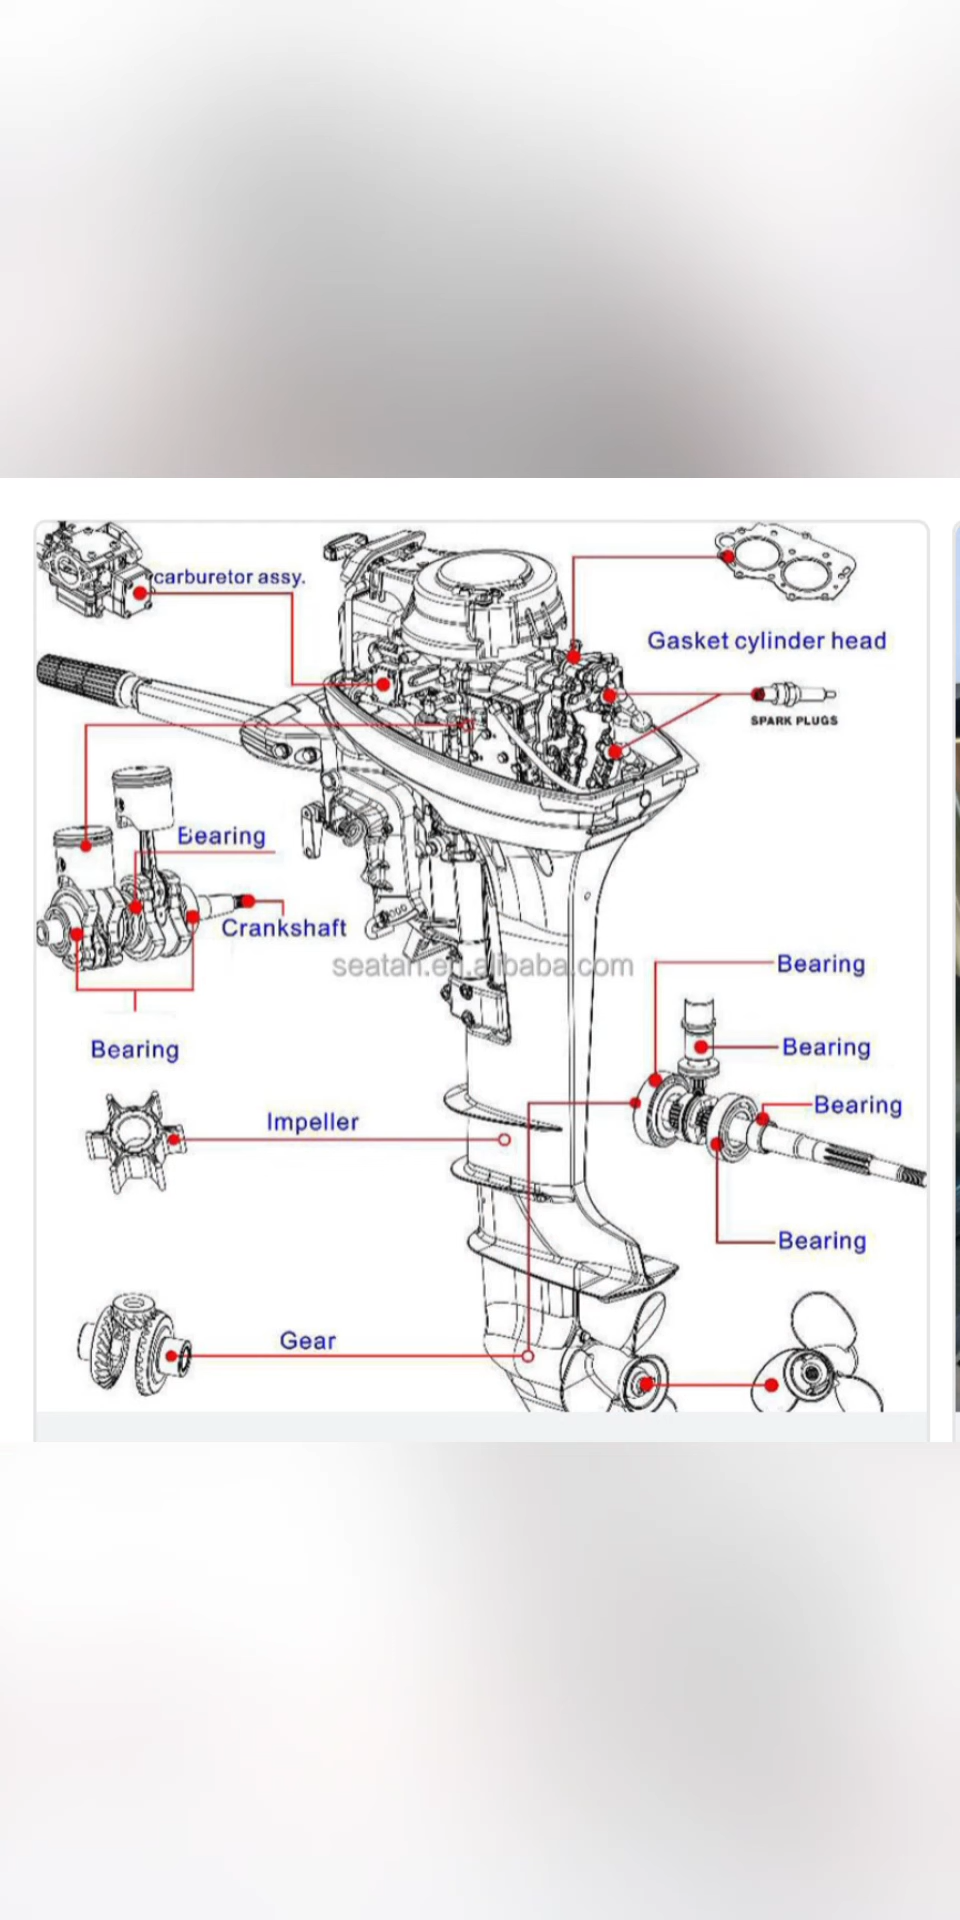 carburetor assy.
Gasket cylinder head
SPARK PLUGS
Bearing
Crankshaft
seatan.en.alibaba.com
Bearing
Bearing
Bearing
Bearing
Impeller
Bearing
Gear